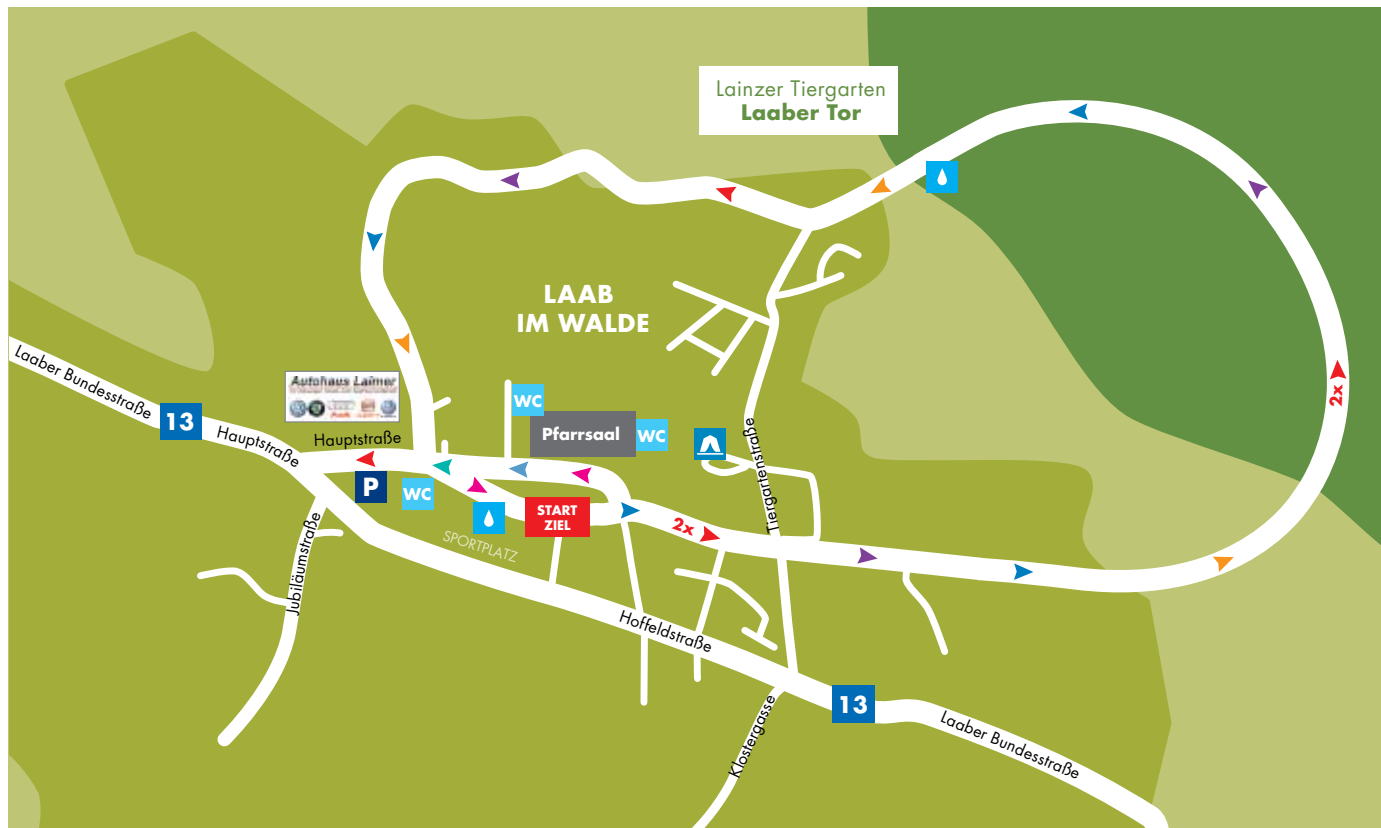 Lainzer Tiergarten
Laaber Tor
LAAB
IM WALDE
2x
Laaber Bundesstraße
13
Hauptstraße
Autohaus Laimer
Hauptstraße
WC
Pfarrsaal
WC
P
WC
START
ZIEL
SPORTPLATZ
2x
Tiergartenstraße
Jubiläumstraße
Hoffeldstraße
13
Klostergasse
Laaber Bundesstraße